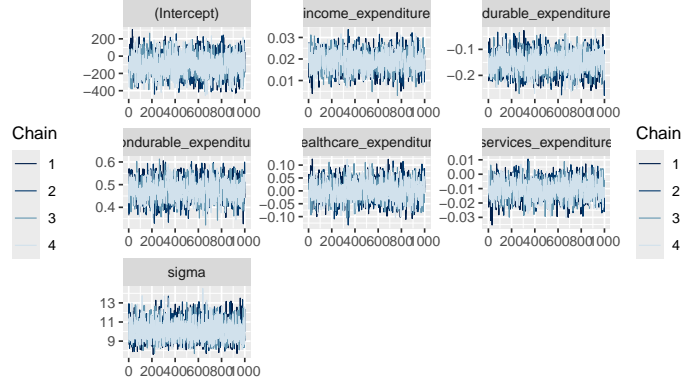 (Intercept) income_expenditure durable_expenditure
200 0 −200 −400
0.03 0.02 0.01
−0.1 −0.2
0 2004006008001000 0 2004006008001000 0 2004006008001000
Chain
1
2
3
4
ondurable_expenditu ealthcare_expenditur services_expenditure
0.6 0.5 0.4
0.10 0.05 0.00 −0.05 −0.10
0.01 0.00 −0.01 −0.02 −0.03
0 2004006008001000 0 2004006008001000 0 2004006008001000
Chain
1
2
3
4
sigma
13
11
9
0 2004006008001000